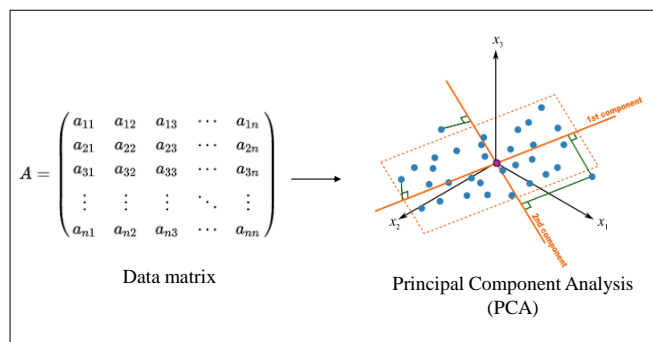 A = ( a11 a12 a13 ⋯ a1n
a21 a22 a23 ⋯ a2n
a31 a32 a33 ⋯ a3n
⋮ ⋮ ⋮ ⋱ ⋮
an1 an2 an3 ⋯ ann )
Data matrix
x3
1st component
x2
x1
2nd component
Principal Component Analysis
(PCA)